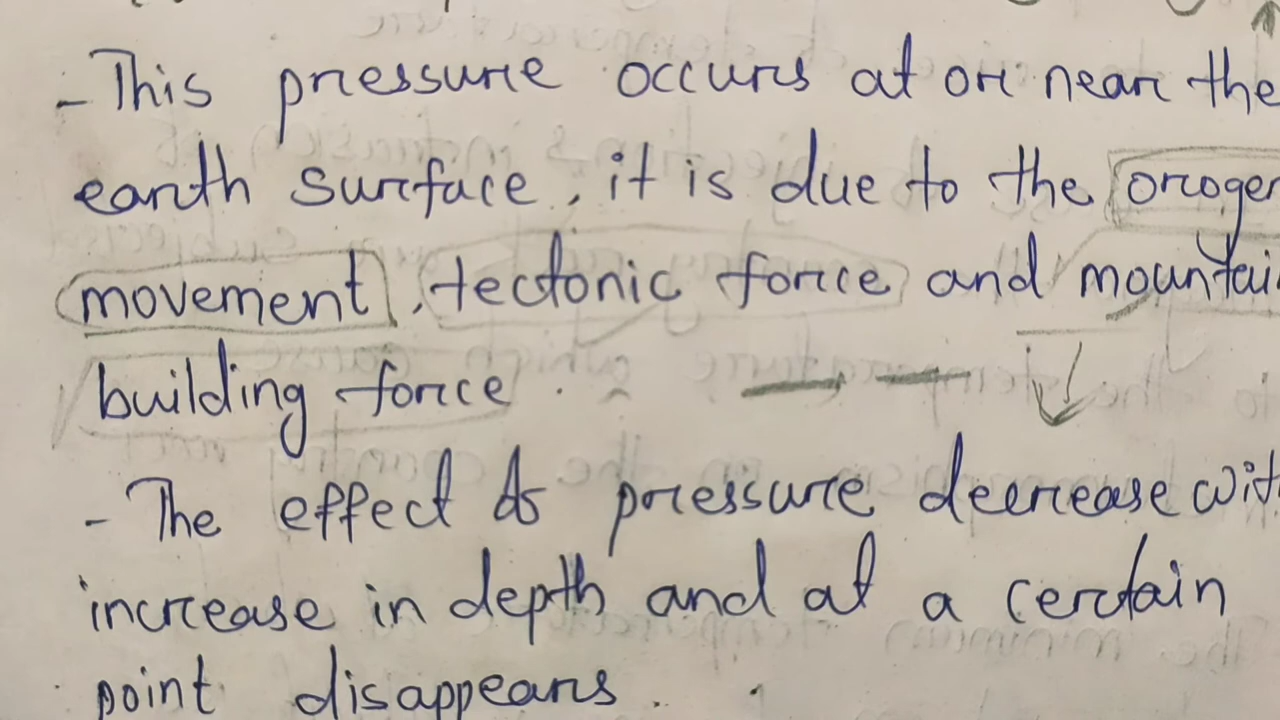 - This pressure occurs at or near the
earth surface, it is due to the orogen
movement, tectonic force and mountai
building force.
- The effect of pressure decrease wit
increase in depth and at a certain
point disappears.